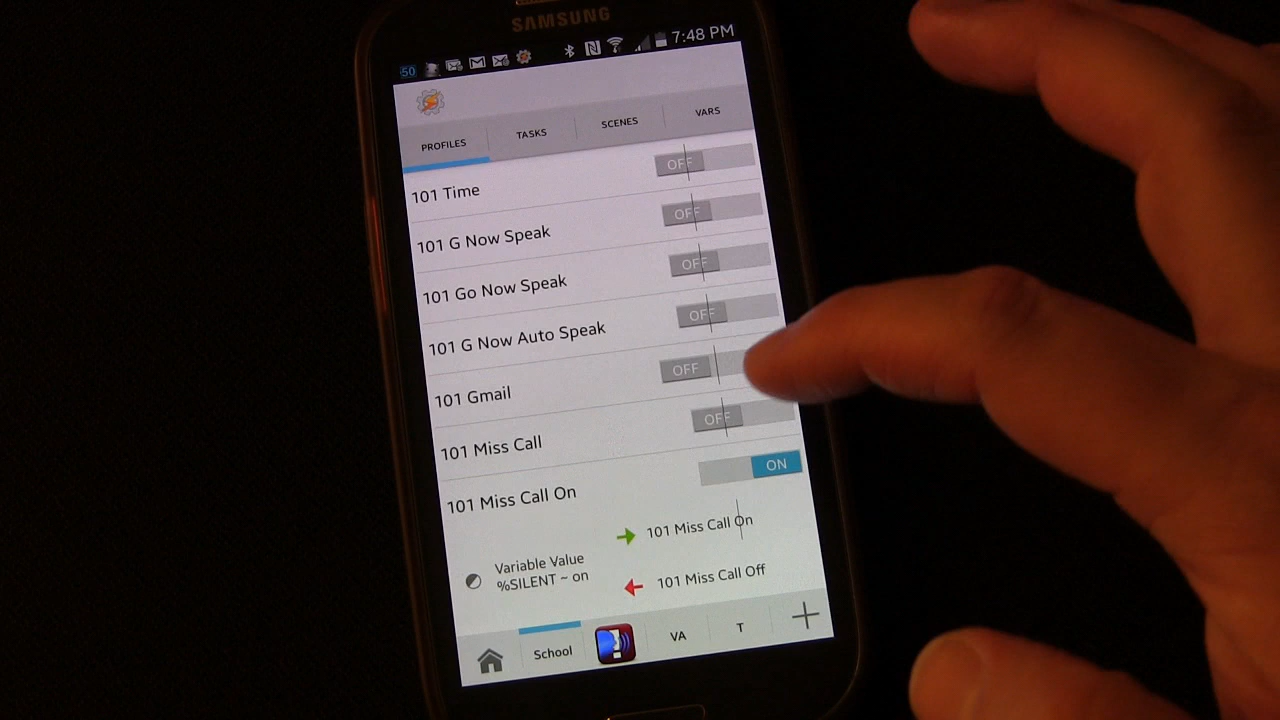 SAMSUNG
50
7:48 PM
PROFILES
TASKS
SCENES
VARS
101 Time
OFF
101 G Now Speak
OFF
101 Go Now Speak
OFF
101 G Now Auto Speak
OFF
101 Gmail
OFF
101 Miss Call
OFF
101 Miss Call On
ON
101 Miss Call On
Variable Value
%SILENT ~ on
101 Miss Call Off
School
VA
T